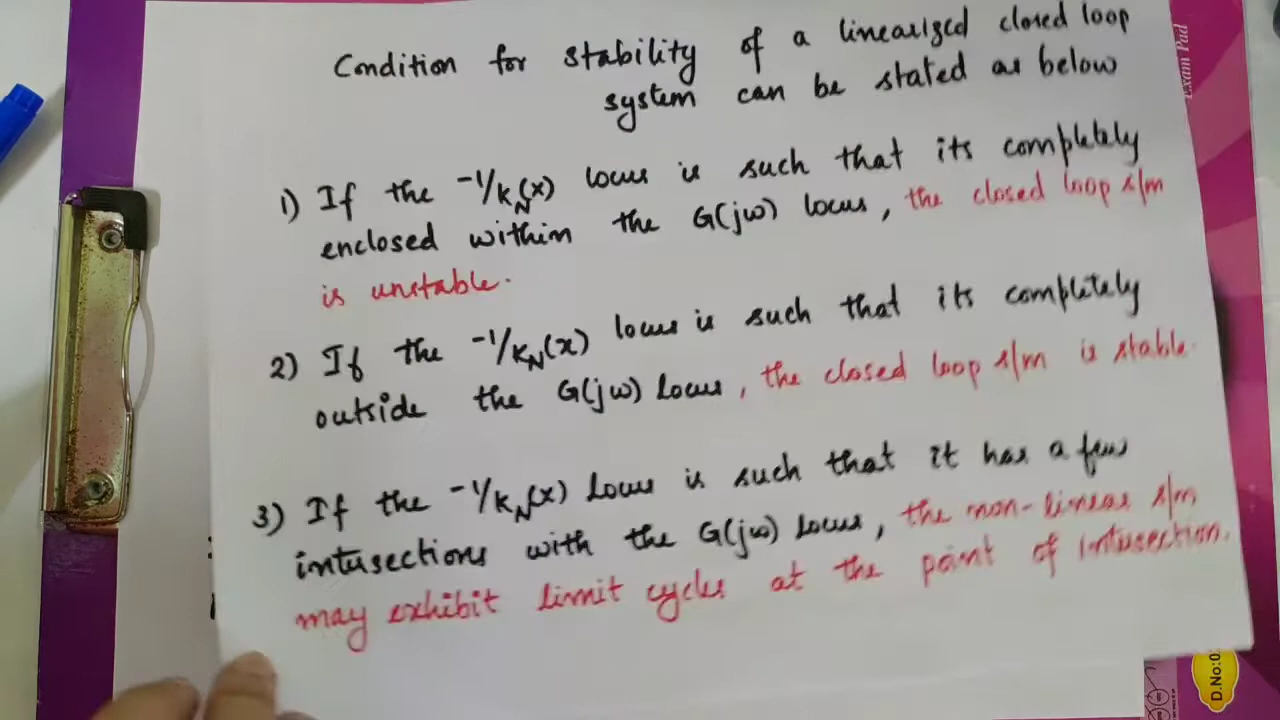 Condition for stability of a linearized closed loop
system can be stated as below
1) If the -1/K_N(x) locus is such that its completely
enclosed within the G(jω) locus, the closed loop s/m
is unstable.
2) If the -1/K_N(x) locus is such that its completely
outside the G(jω) locus, the closed loop s/m is stable.
3) If the -1/K_N(x) locus is such that it has a few
intersections with the G(jω) locus, the non-linear s/m
may exhibit limit cycles at the point of intersection.
Exam Pad
D.No:0